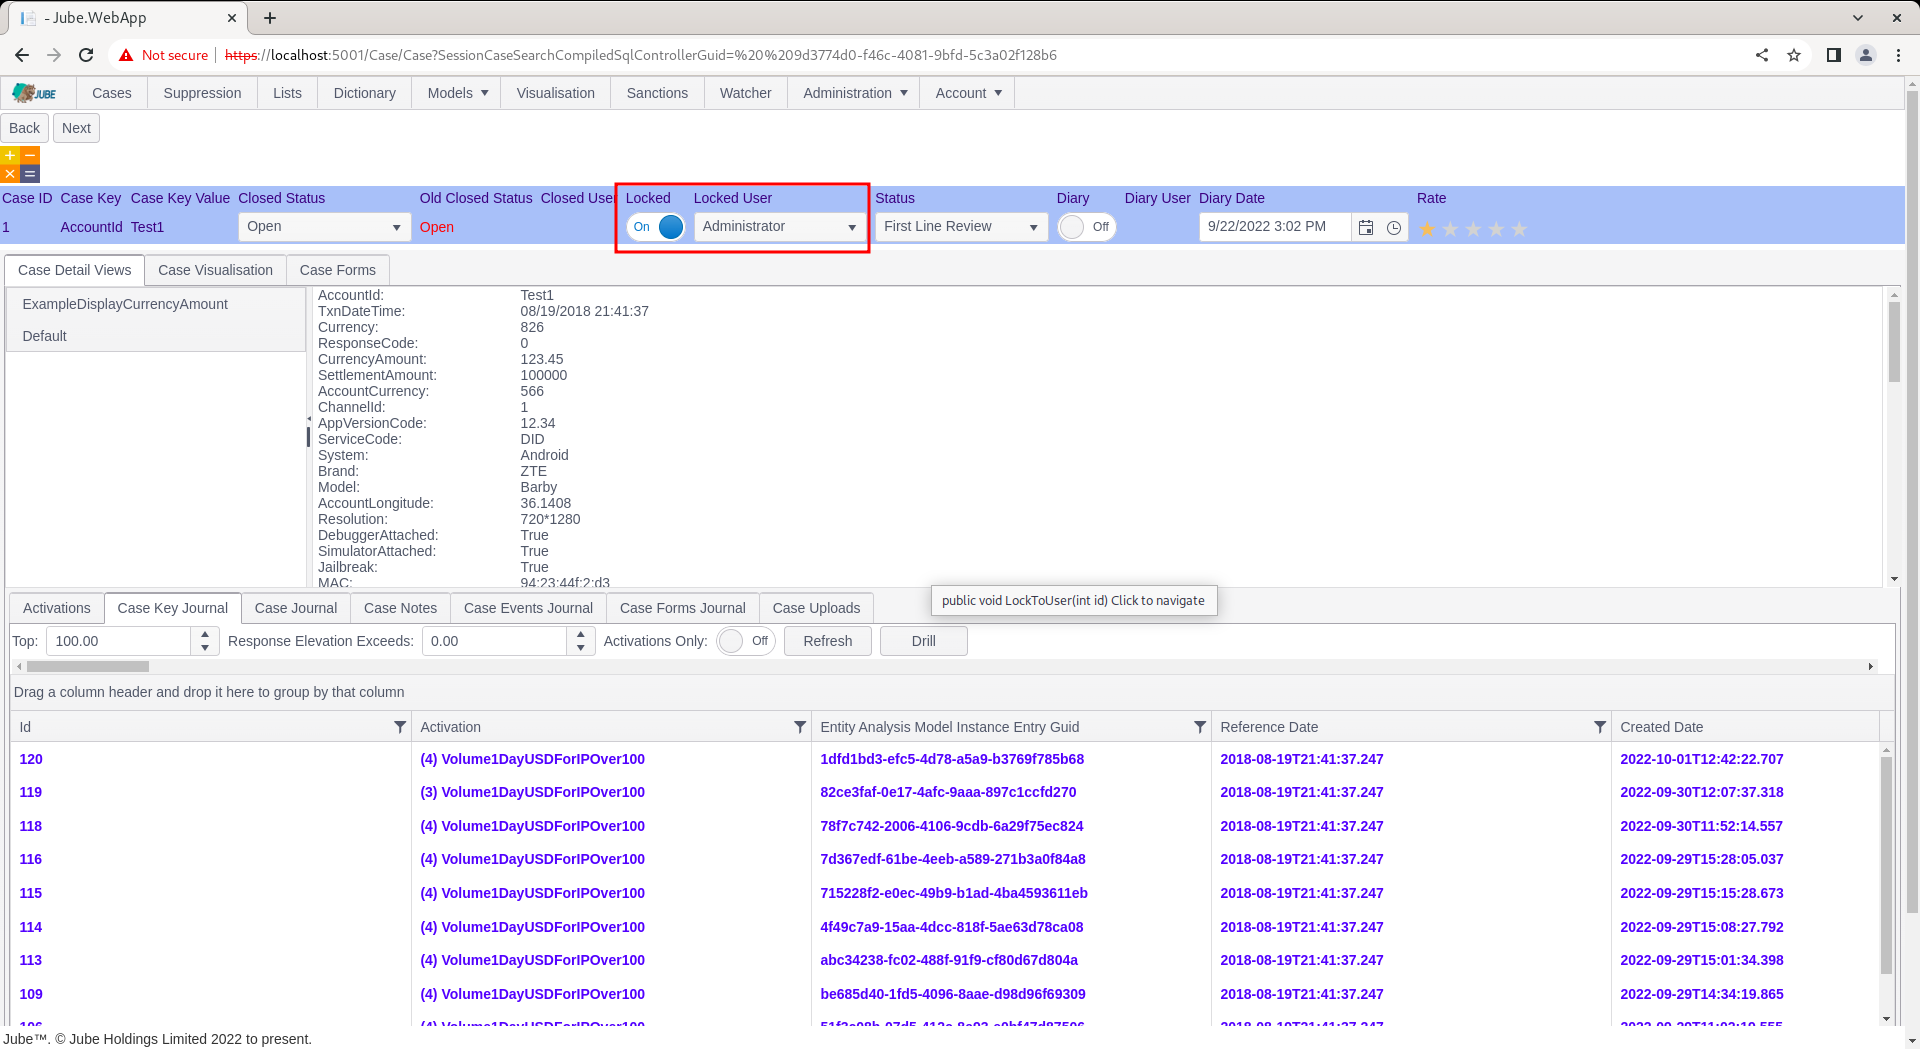 - Jube.WebApp
Not secure https://localhost:5001/Case/Case?SessionCaseSearchCompiledSqlControllerGuid=%20%209d3774d0-f46c-4081-9bfd-5c3a02f128b6
JUBE Cases Suppression Lists Dictionary Models Visualisation Sanctions Watcher Administration Account
Back Next
Case ID Case Key Case Key Value Closed Status Old Closed Status Closed User Locked Locked User Status Diary Diary User Diary Date Rate
1 AccountId Test1 Open Open On Administrator First Line Review Off 9/22/2022 3:02 PM
Case Detail Views Case Visualisation Case Forms
ExampleDisplayCurrencyAmount
Default
AccountId: Test1
TxnDateTime: 08/19/2018 21:41:37
Currency: 826
ResponseCode: 0
CurrencyAmount: 123.45
SettlementAmount: 100000
AccountCurrency: 566
ChannelId: 1
AppVersionCode: 12.34
ServiceCode: DID
System: Android
Brand: ZTE
Model: Barby
AccountLongitude: 36.1408
Resolution: 720*1280
DebuggerAttached: True
SimulatorAttached: True
Jailbreak: True
MAC: 94:23:44f:2:d3
public void LockToUser(int id) Click to navigate
Activations Case Key Journal Case Journal Case Notes Case Events Journal Case Forms Journal Case Uploads
Top: 100.00 Response Elevation Exceeds: 0.00 Activations Only: Off Refresh Drill
Drag a column header and drop it here to group by that column
Id Activation Entity Analysis Model Instance Entry Guid Reference Date Created Date
120 (4) Volume1DayUSDForIPOver100 1dfd1bd3-efc5-4d78-a5a9-b3769f785b68 2018-08-19T21:41:37.247 2022-10-01T12:42:22.707
119 (3) Volume1DayUSDForIPOver100 82ce3faf-0e17-4afc-9aaa-897c1ccfd270 2018-08-19T21:41:37.247 2022-09-30T12:07:37.318
118 (4) Volume1DayUSDForIPOver100 78f7c742-2006-4106-9cdb-6a29f75ec824 2018-08-19T21:41:37.247 2022-09-30T11:52:14.557
116 (4) Volume1DayUSDForIPOver100 7d367edf-61be-4eeb-a589-271b3a0f84a8 2018-08-19T21:41:37.247 2022-09-29T15:28:05.037
115 (4) Volume1DayUSDForIPOver100 715228f2-e0ec-49b9-b1ad-4ba4593611eb 2018-08-19T21:41:37.247 2022-09-29T15:15:28.673
114 (4) Volume1DayUSDForIPOver100 4f49c7a9-15aa-4dcc-818f-5ae63d78ca08 2018-08-19T21:41:37.247 2022-09-29T15:08:27.792
113 (4) Volume1DayUSDForIPOver100 abc34238-fc02-488f-91f9-cf80d67d804a 2018-08-19T21:41:37.247 2022-09-29T15:01:34.398
109 (4) Volume1DayUSDForIPOver100 be685d40-1fd5-4096-8aae-d98d96f69309 2018-08-19T21:41:37.247 2022-09-29T14:34:19.865
(4) Volume1DayUSDForIPOver100 2018-08-19T21:41:37.247
Jube™. © Jube Holdings Limited 2022 to present.